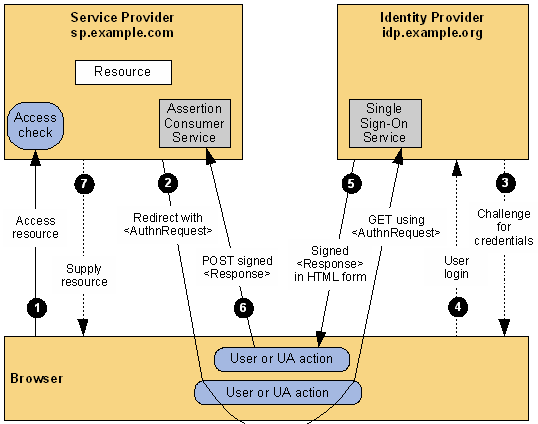 Service Provider
sp.example.com
Identity Provider
idp.example.org
Resource
Access
check
Assertion
Consumer
Service
Single
Sign-On
Service
7
2
5
3
Access
resource
Redirect with
<AuthnRequest>
GET using
<AuthnRequest>
Challenge
for
credentials
Supply
resource
POST signed
<Response>
Signed
<Response>
in HTML form
User
login
1
6
4
User or UA action
Browser
User or UA action